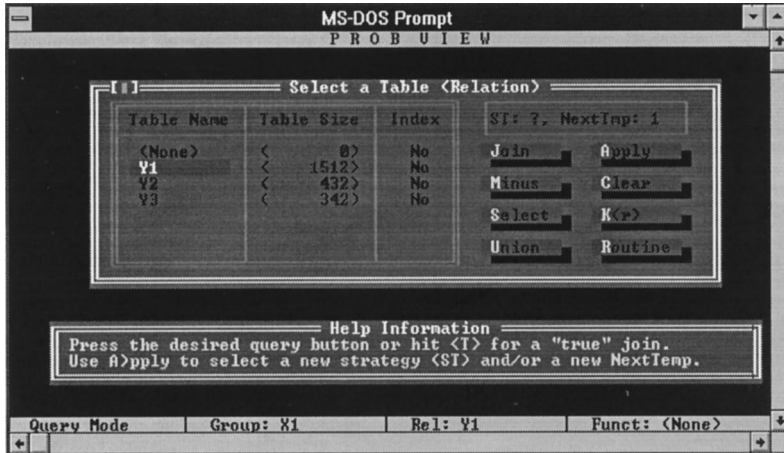 MS-DOS Prompt
P R O B V I E W
Select a Table (Relation)
Table Name Table Size Index ST: ?, NextTmp: 1
(None) ( 0) No Join Apply
Y1 ( 1512) No
Y2 ( 432) No Minus Clear
Y3 ( 342) No
Select K(r)
Union Routine
Help Information
Press the desired query button or hit <T> for a "true" join.
Use A)pply to select a new strategy (ST) and/or a new NextTemp.
Query Mode Group: X1 Rel: Y1 Funct: (None)